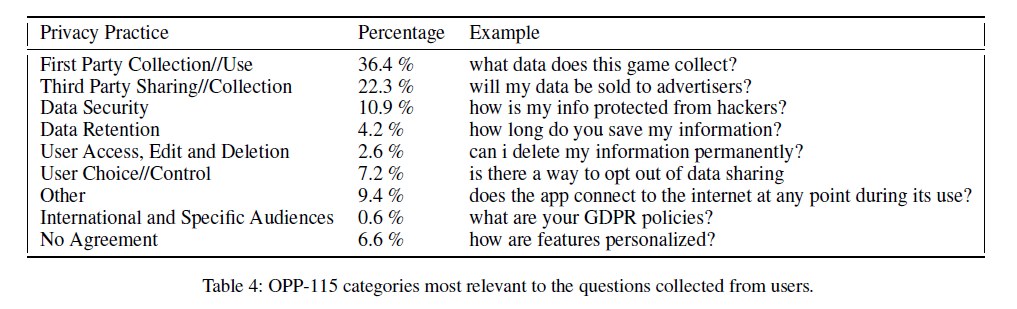 Privacy Practice Percentage Example
First Party Collection//Use 36.4 % what data does this game collect?
Third Party Sharing//Collection 22.3 % will my data be sold to advertisers?
Data Security 10.9 % how is my info protected from hackers?
Data Retention 4.2 % how long do you save my information?
User Access, Edit and Deletion 2.6 % can i delete my information permanently?
User Choice//Control 7.2 % is there a way to opt out of data sharing
Other 9.4 % does the app connect to the internet at any point during its use?
International and Specific Audiences 0.6 % what are your GDPR policies?
No Agreement 6.6 % how are features personalized?
Table 4: OPP-115 categories most relevant to the questions collected from users.